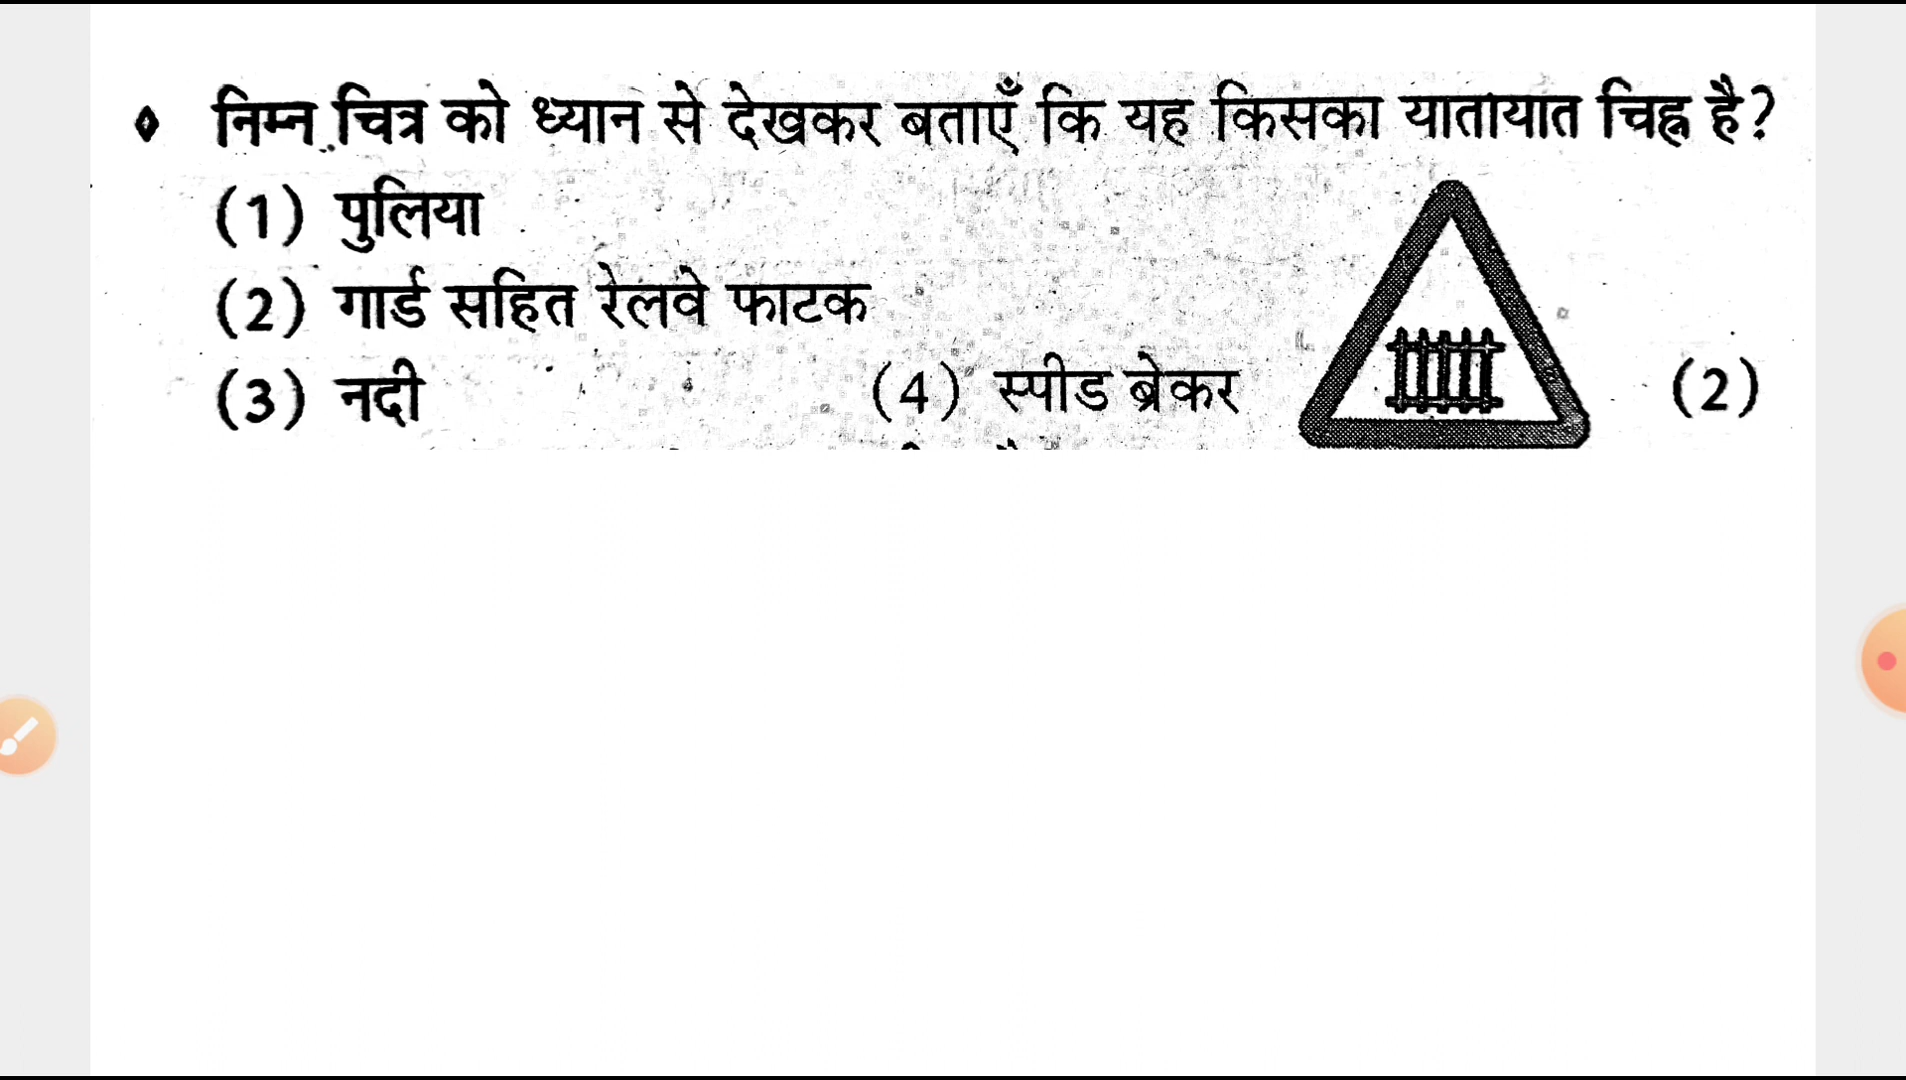 ◊ निम्न चित्र को ध्यान से देखकर बताएँ कि यह किसका यातायात चिह्न है?
(1) पुलिया
(2) गार्ड सहित रेलवे फाटक
(3) नदी (4) स्पीड ब्रेकर (2)